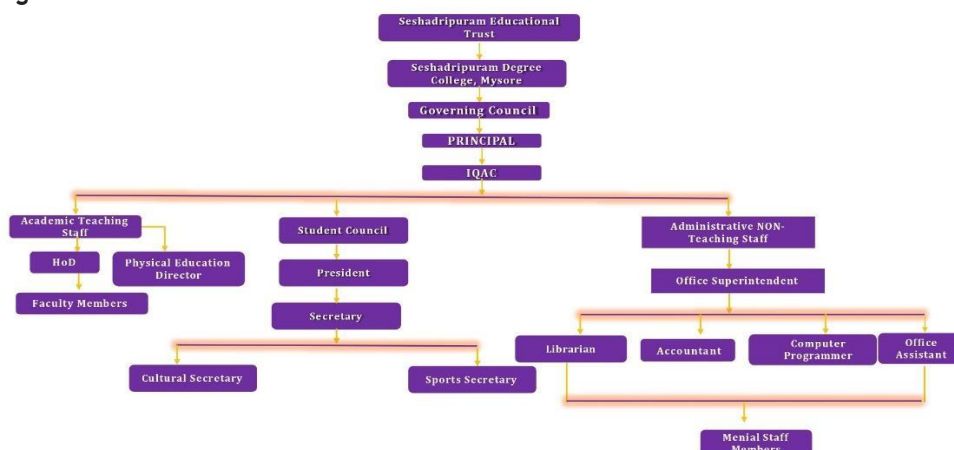 Seshadripuram Educational
Trust
Seshadripuram Degree
College, Mysore
Governing Council
PRINCIPAL
IQAC
Academic Teaching
Staff
Student Council
Administrative NON-
Teaching Staff
HoD
Physical Education
Director
President
Office Superintendent
Faculty Members
Secretary
Librarian
Accountant
Computer
Programmer
Office
Assistant
Cultural Secretary
Sports Secretary
Menial Staff
Members